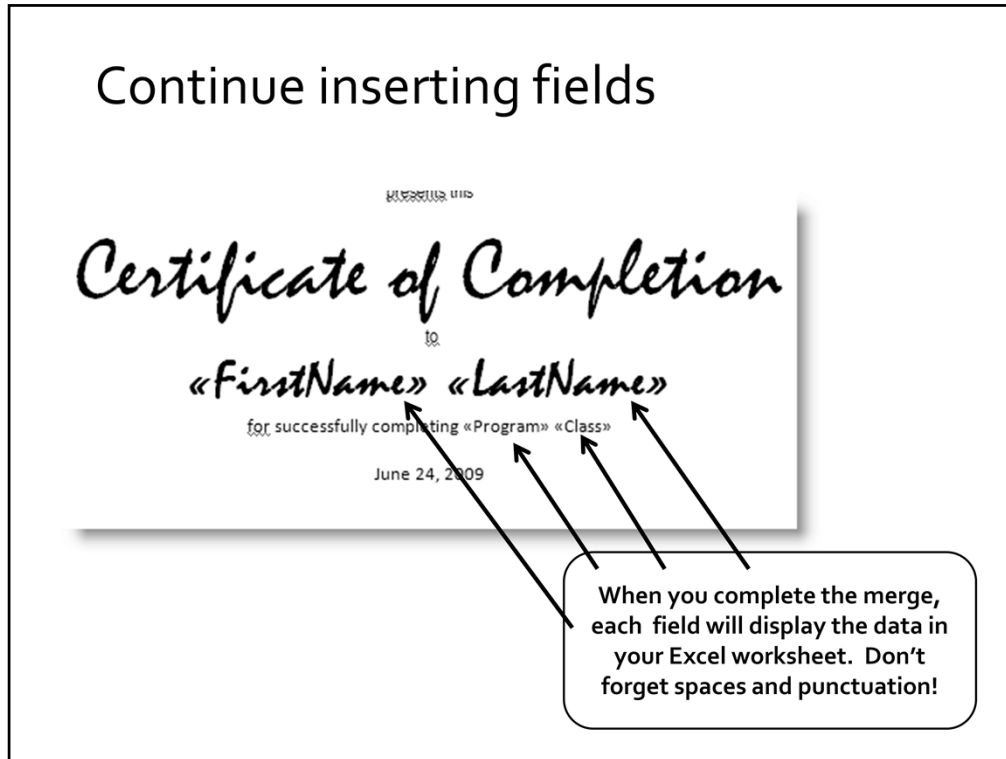 Continue inserting fields
presents this
Certificate of Completion
to
«FirstName» «LastName»
for successfully completing «Program» «Class»
June 24, 2009
When you complete the merge,
each field will display the data in
your Excel worksheet. Don't
forget spaces and punctuation!